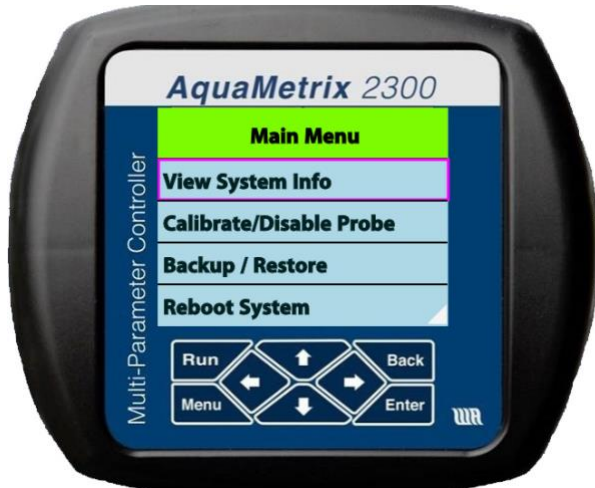 AquaMetrix 2300
Multi-Parameter Controller
Main Menu
View System Info
Calibrate/Disable Probe
Backup / Restore
Reboot System
Run
Back
Menu
Enter